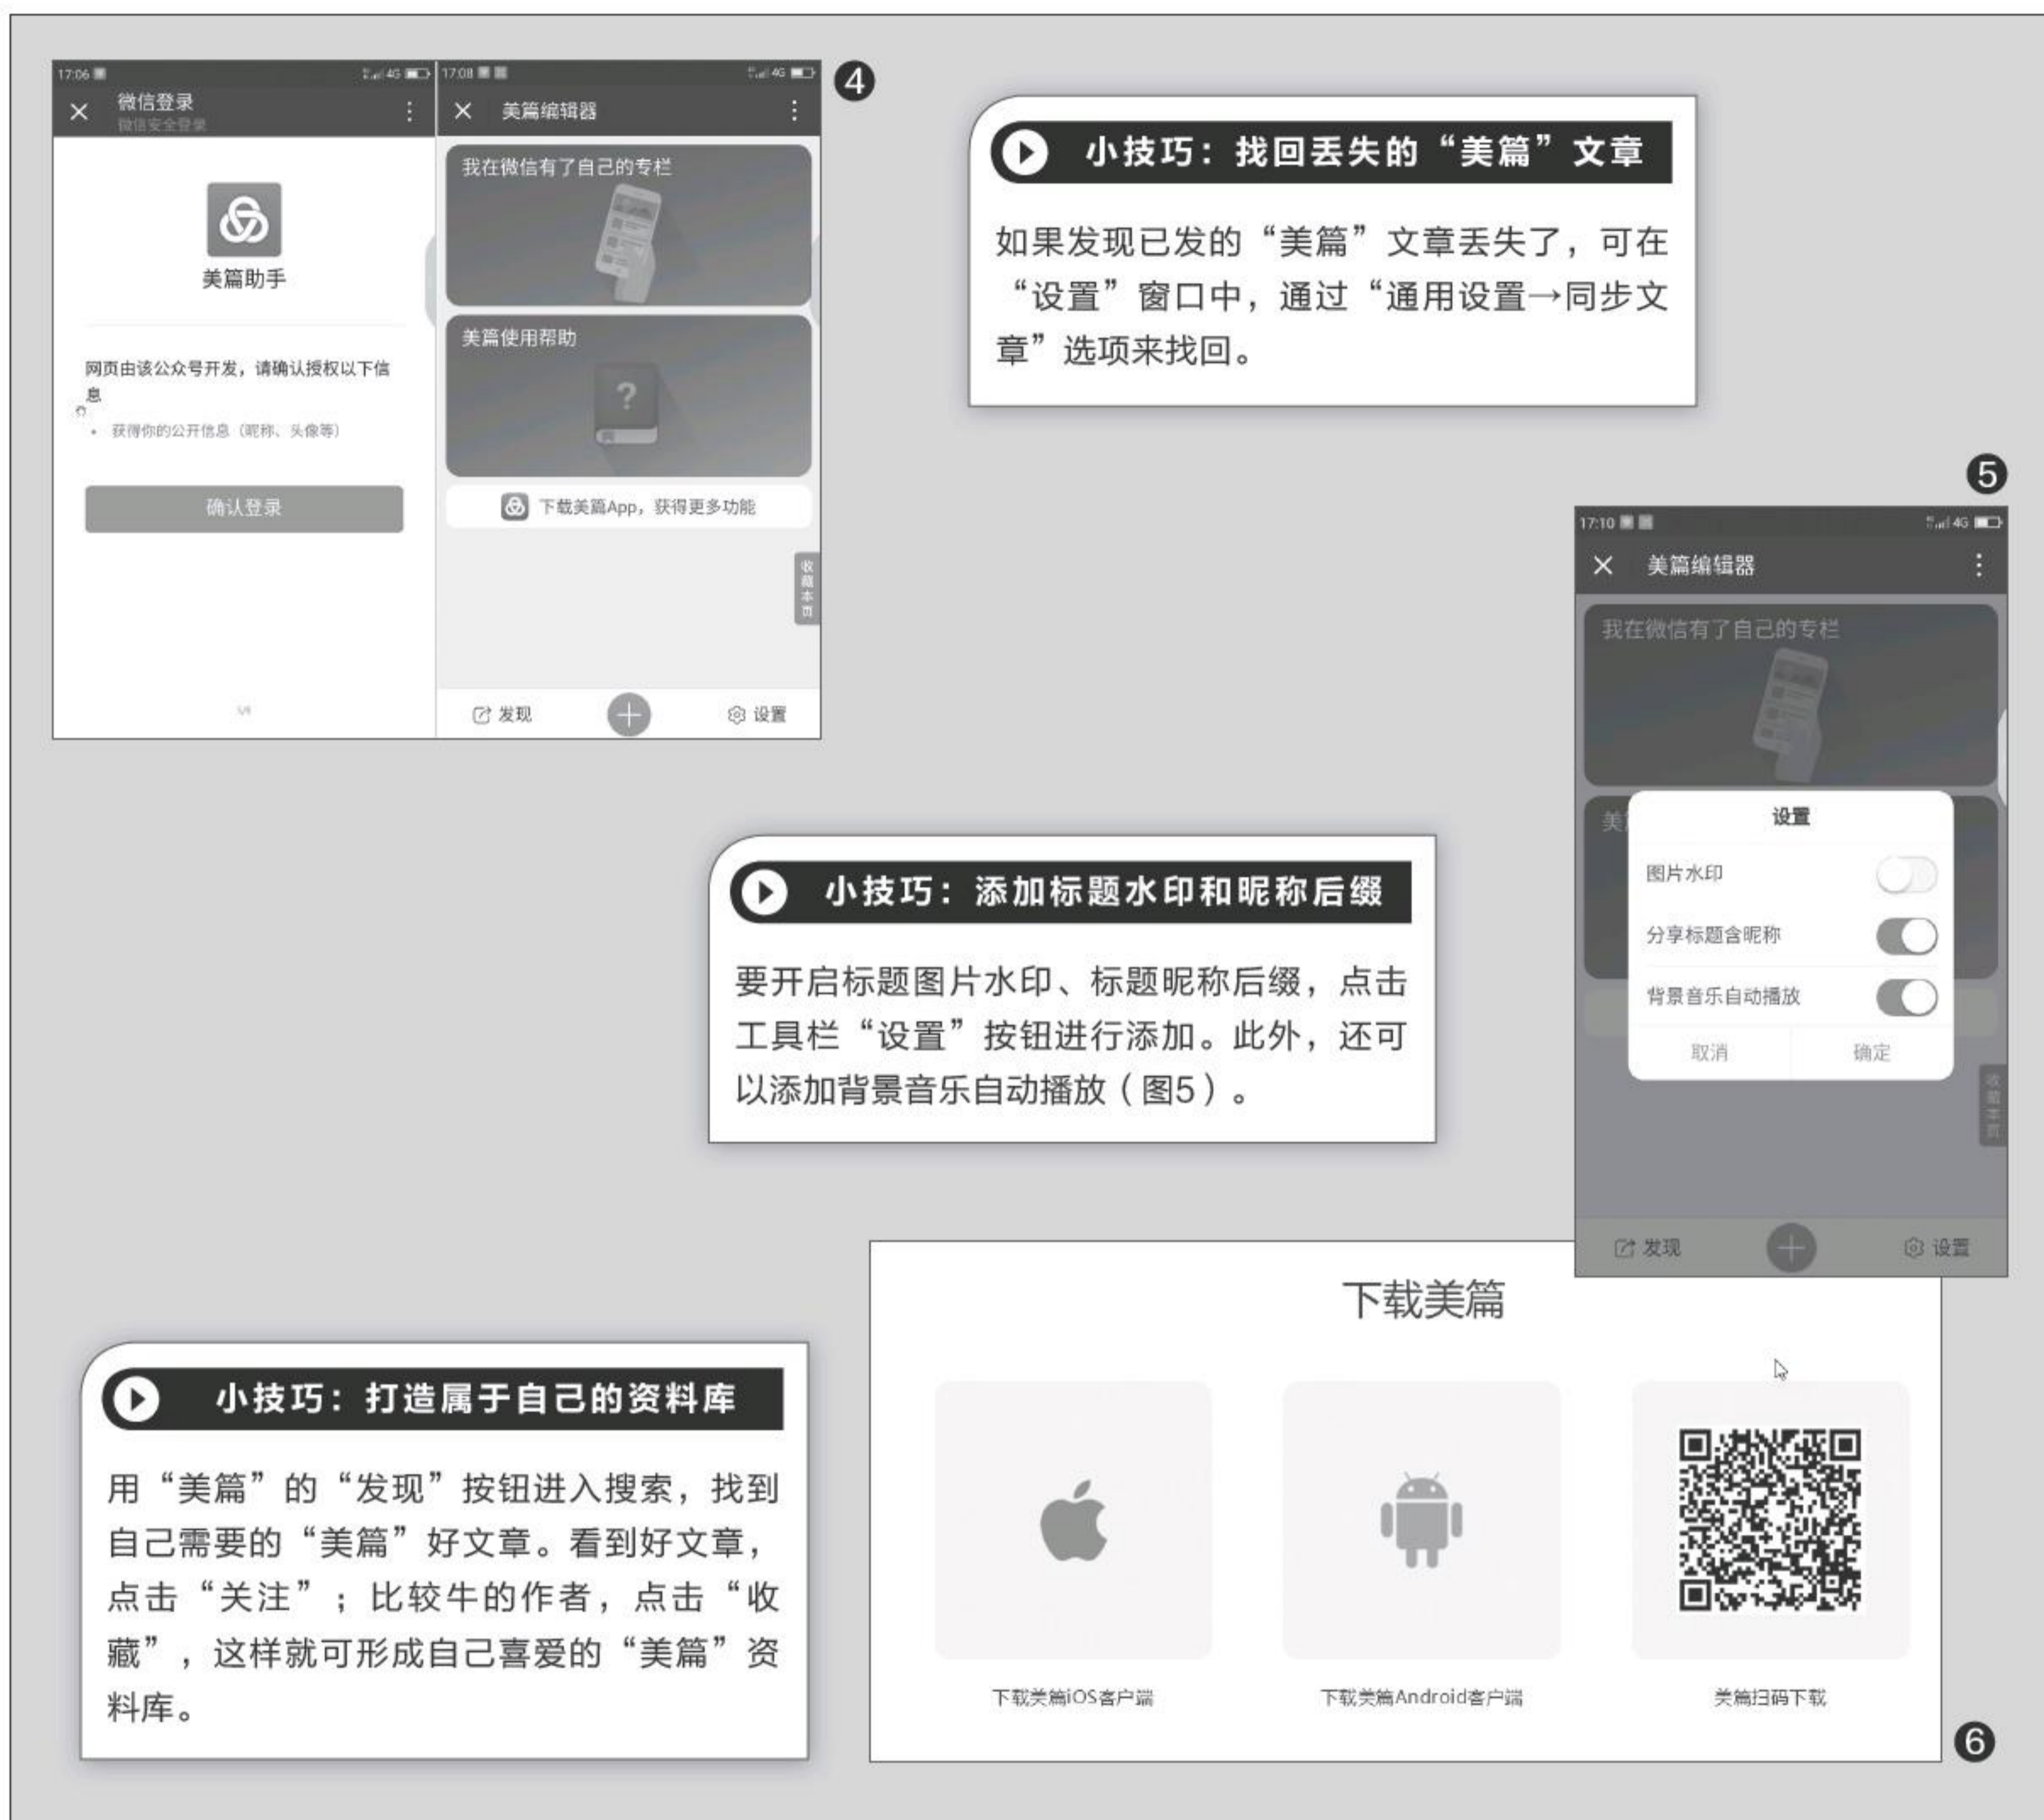 17:06
4G
微信登录
微信安全登录
美篇助手
网页由该公众号开发，请确认授权以下信
息
• 获得你的公开信息（昵称、头像等）
确认登录
17:08
4G
美篇编辑器
我在微信有了自己的专栏
美篇使用帮助
?
下载美篇App，获得更多功能
收藏本页
发现
设置
4
小技巧：找回丢失的“美篇”文章
如果发现已发的“美篇”文章丢失了，可在
“设置”窗口中，通过“通用设置→同步文
章”选项来找回。
5
17:10
4G
美篇编辑器
我在微信有了自己的专栏
美
设置
图片水印
分享标题含昵称
背景音乐自动播放
取消
确定
收藏本页
发现
设置
小技巧：添加标题水印和昵称后缀
要开启标题图片水印、标题昵称后缀，点击
工具栏“设置”按钮进行添加。此外，还可
以添加背景音乐自动播放（图5）。
小技巧：打造属于自己的资料库
用“美篇”的“发现”按钮进入搜索，找到
自己需要的“美篇”好文章。看到好文章，
点击“关注”；比较牛的作者，点击“收
藏”，这样就可形成自己喜爱的“美篇”资
料库。
下载美篇
下载美篇iOS客户端
下载美篇Android客户端
美篇扫码下载
6